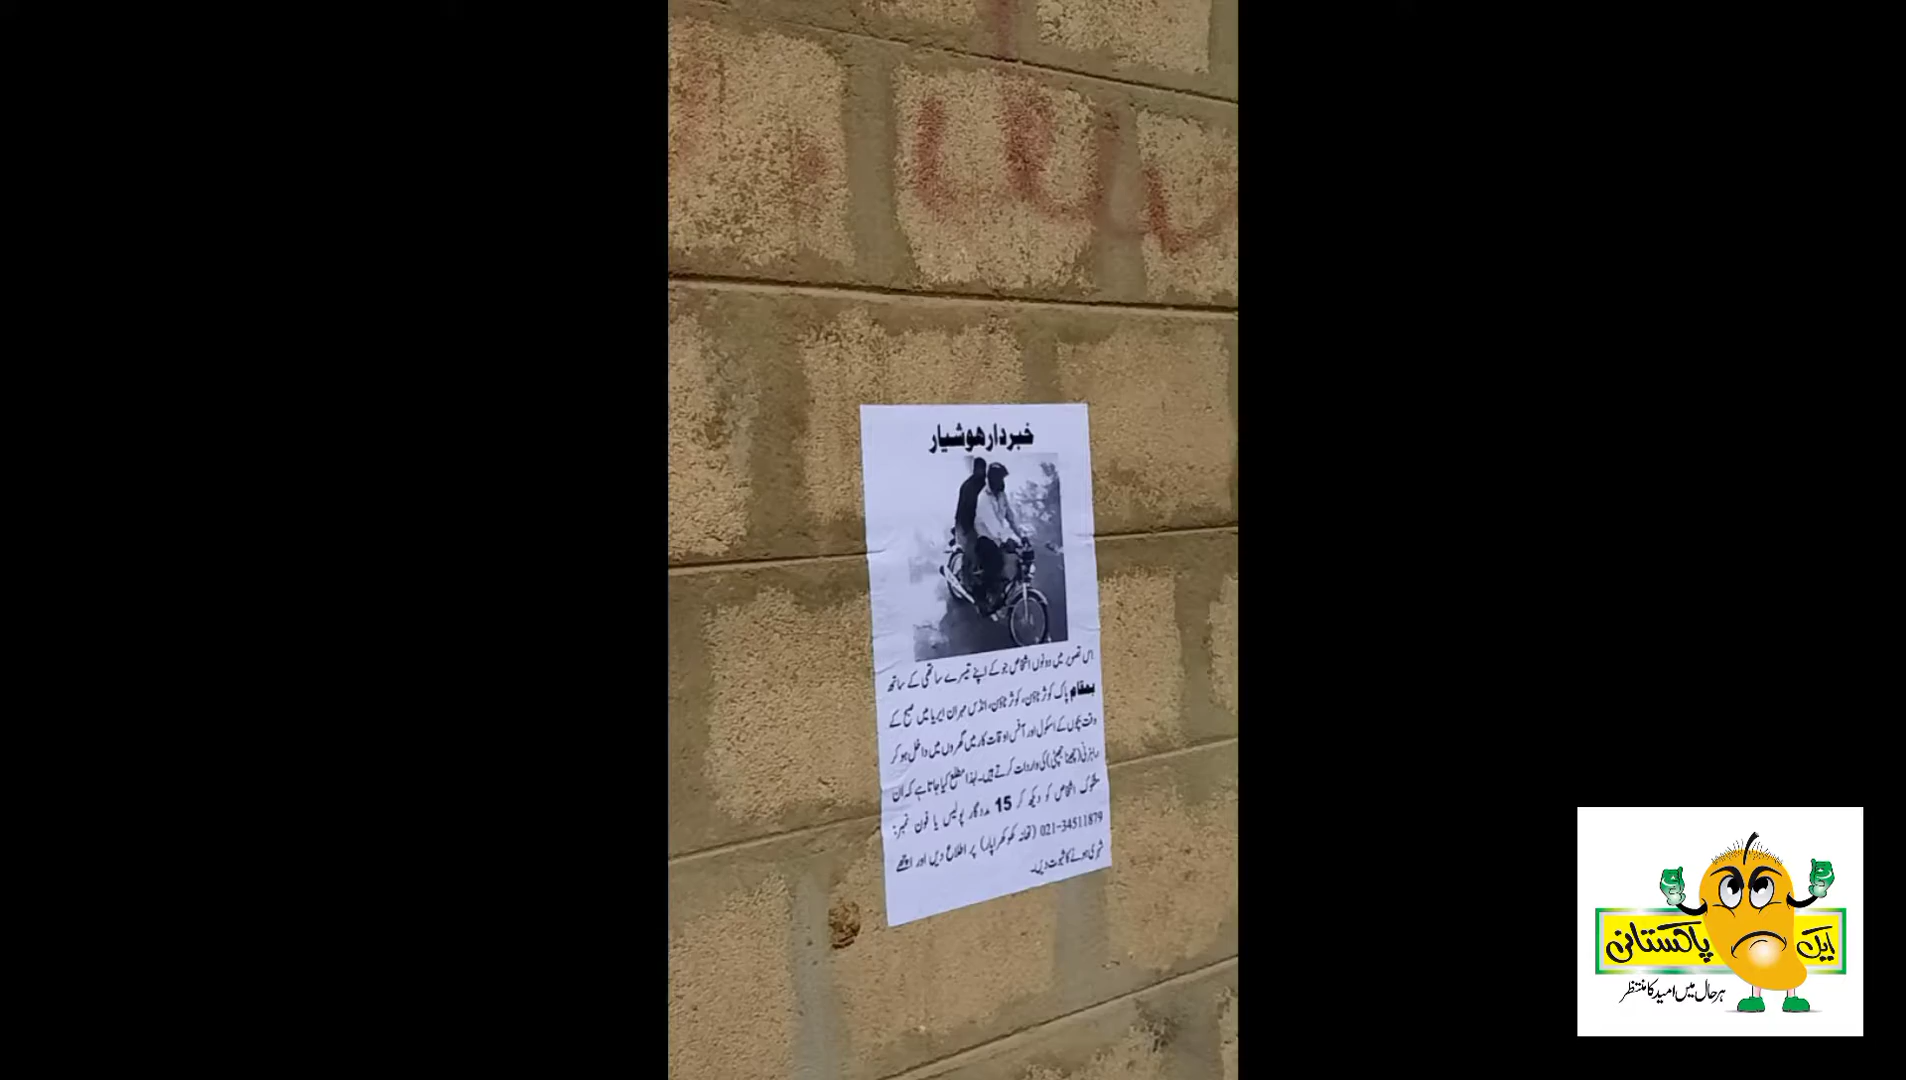 خبردار ہوشیار
اس تصویر میں دونوں اشخاص جو کے اپنے تیسرے ساتھی کے ساتھ
بمقام پاک کوثر ٹاؤن، کوثر ٹاؤن، انڈس مہران ایریا میں صبح کے
وقت بچوں کے اسکول اور آفس اوقات کار میں گھروں میں داخل ہو کر
راہزنی (چھینا جھپٹی) کی واردات کرتے ہیں۔ لہٰذا مطلع کیا جاتا ہے کہ ان
مشکوک اشخاص کو دیکھ کر 15 مددگار پولیس یا فون نمبر:
021-34511879 (تھانہ کھوکھراپار) پر اطلاع دیں اور اچھے
شہری ہونے کا ثبوت دیں۔
ایک پاکستانی
ہر حال میں امید کا منتظر